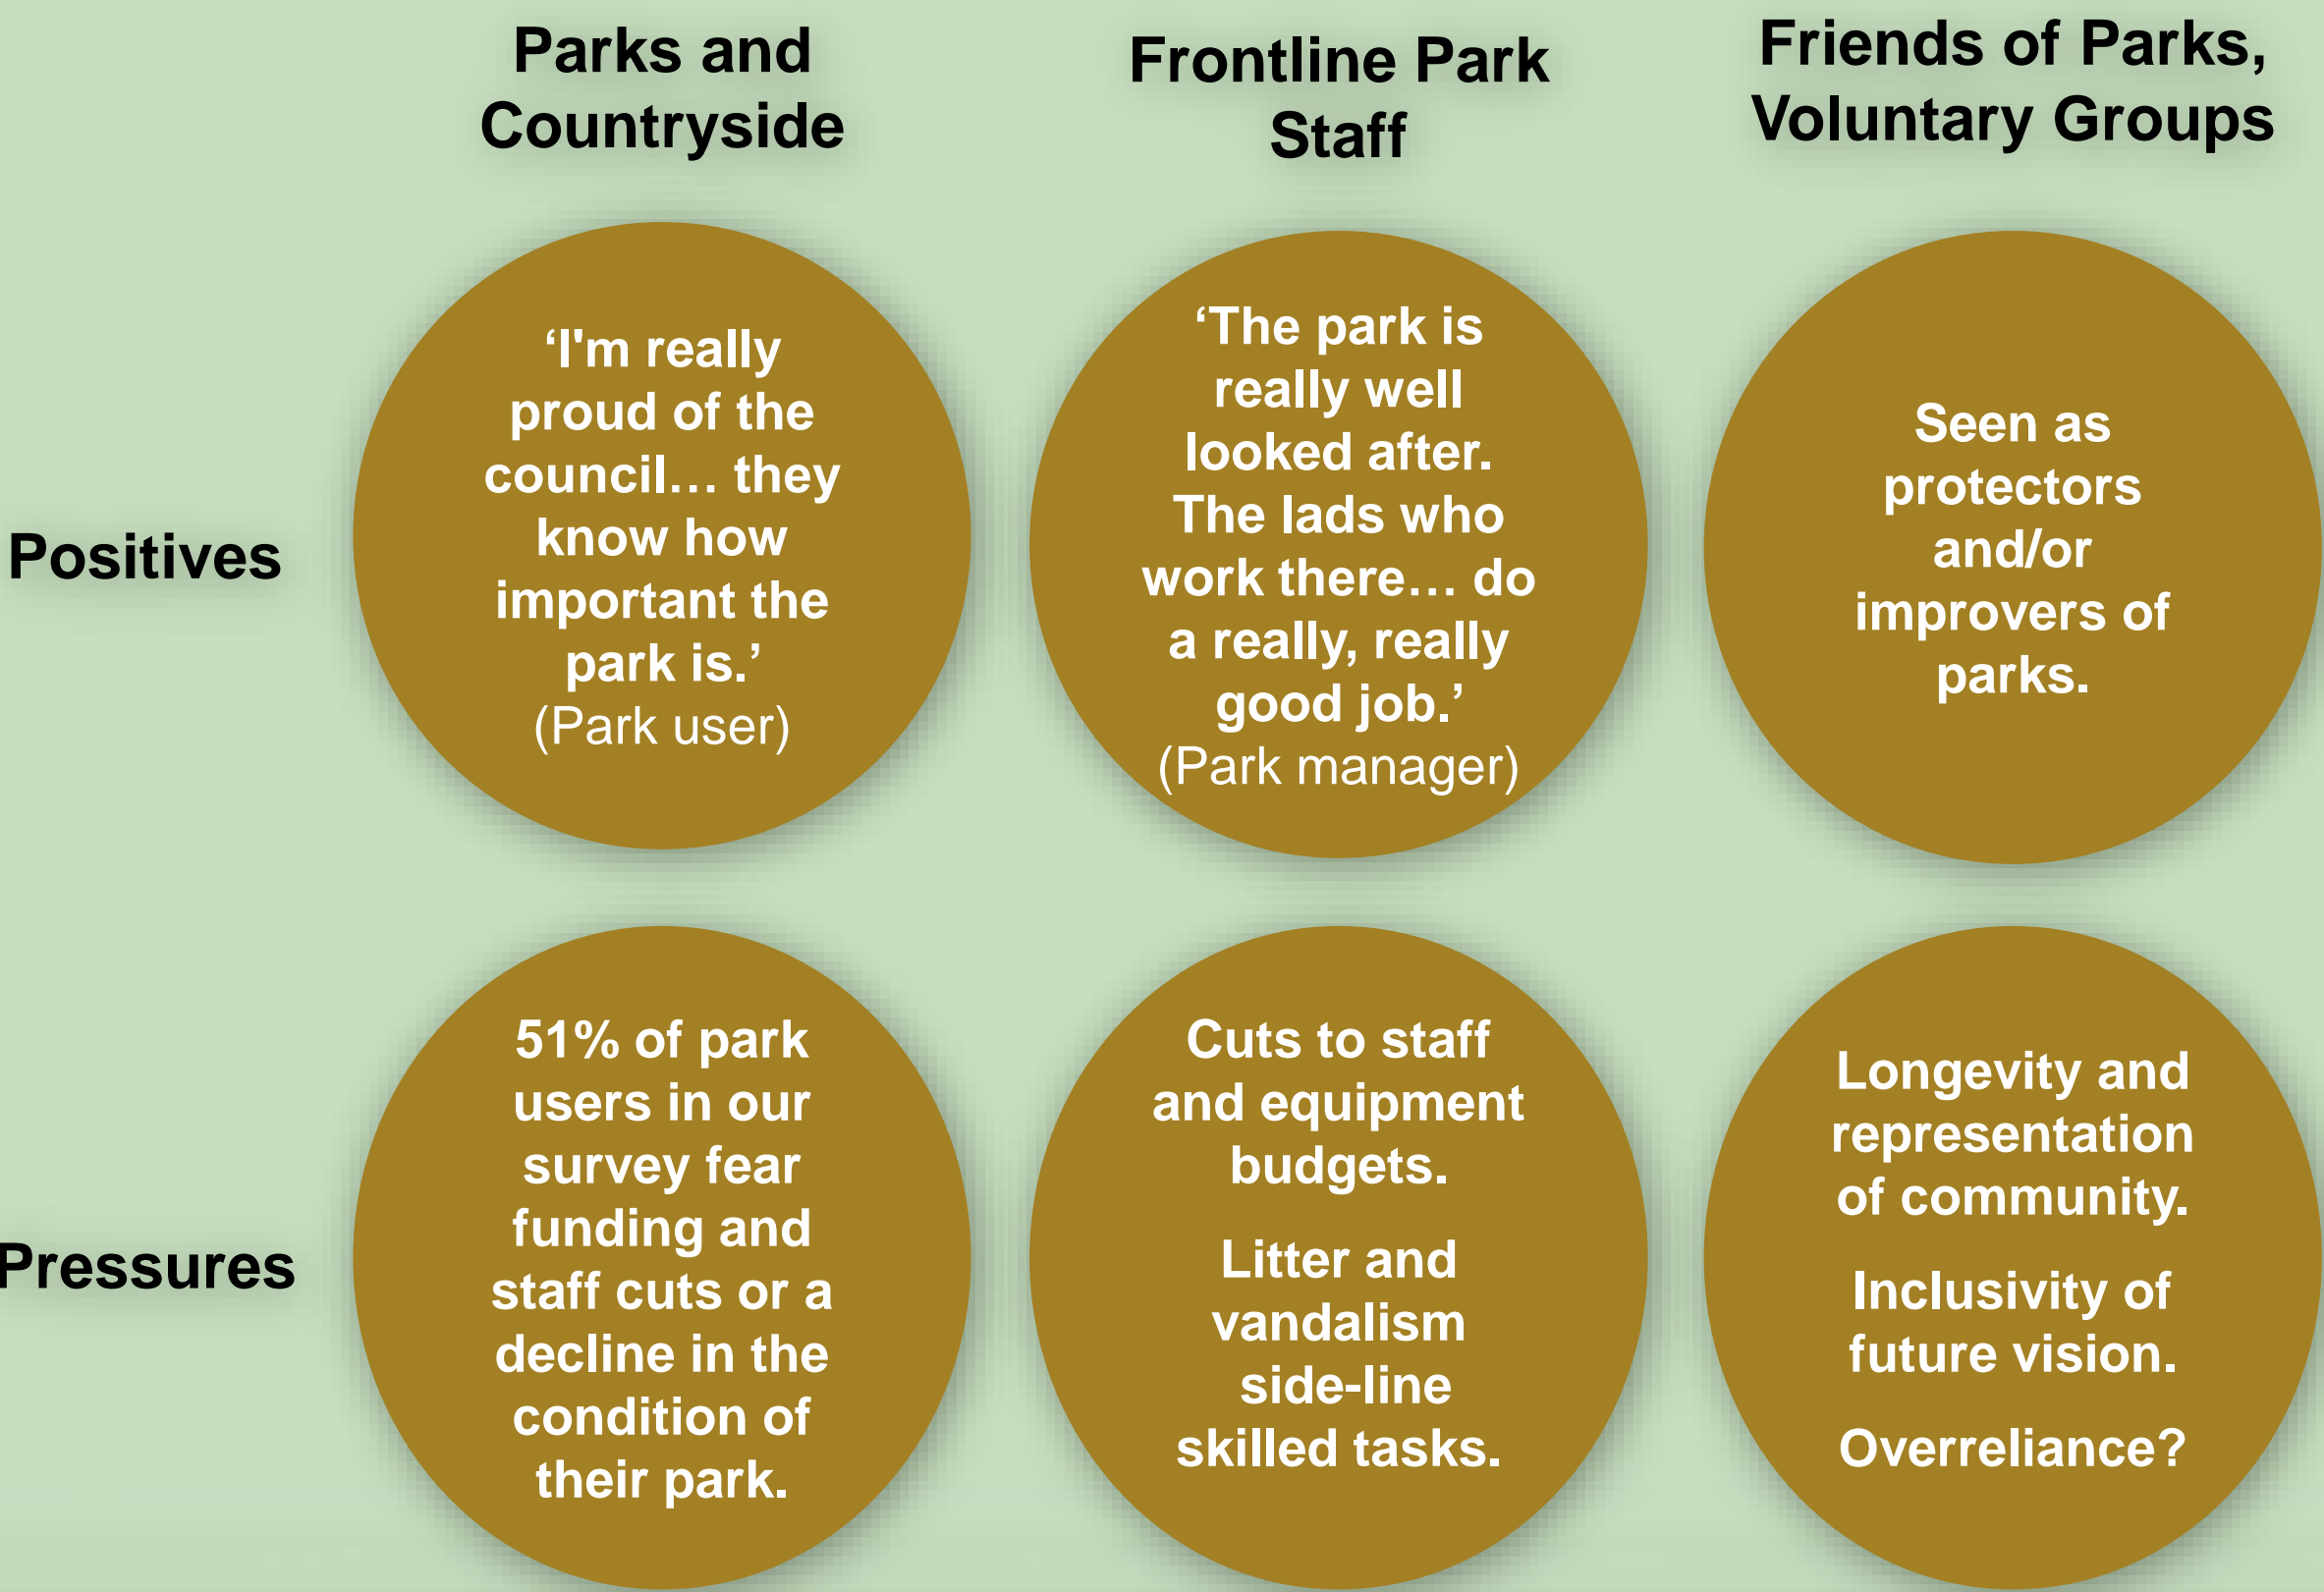 Parks and
Countryside
Frontline Park
Staff
Friends of Parks,
Voluntary Groups
Positives
‘I'm really
proud of the
council… they
know how
important the
park is.’
(Park user)
‘The park is
really well
looked after.
The lads who
work there… do
a really, really
good job.’
(Park manager)
Seen as
protectors
and/or
improvers of
parks.
Pressures
51% of park
users in our
survey fear
funding and
staff cuts or a
decline in the
condition of
their park.
Cuts to staff
and equipment
budgets.
Litter and
vandalism
side-line
skilled tasks.
Longevity and
representation
of community.
Inclusivity of
future vision.
Overreliance?